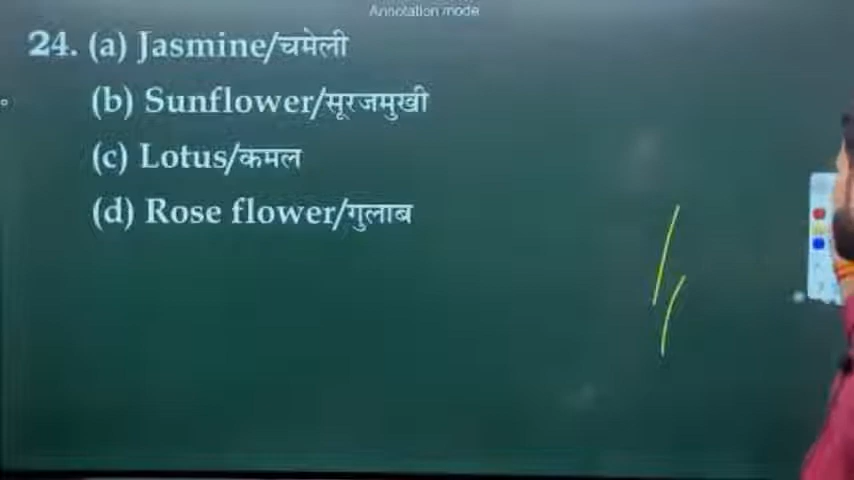 Annotation mode
24. (a) Jasmine/चमेली
(b) Sunflower/सूरजमुखी
(c) Lotus/कमल
(d) Rose flower/गुलाब